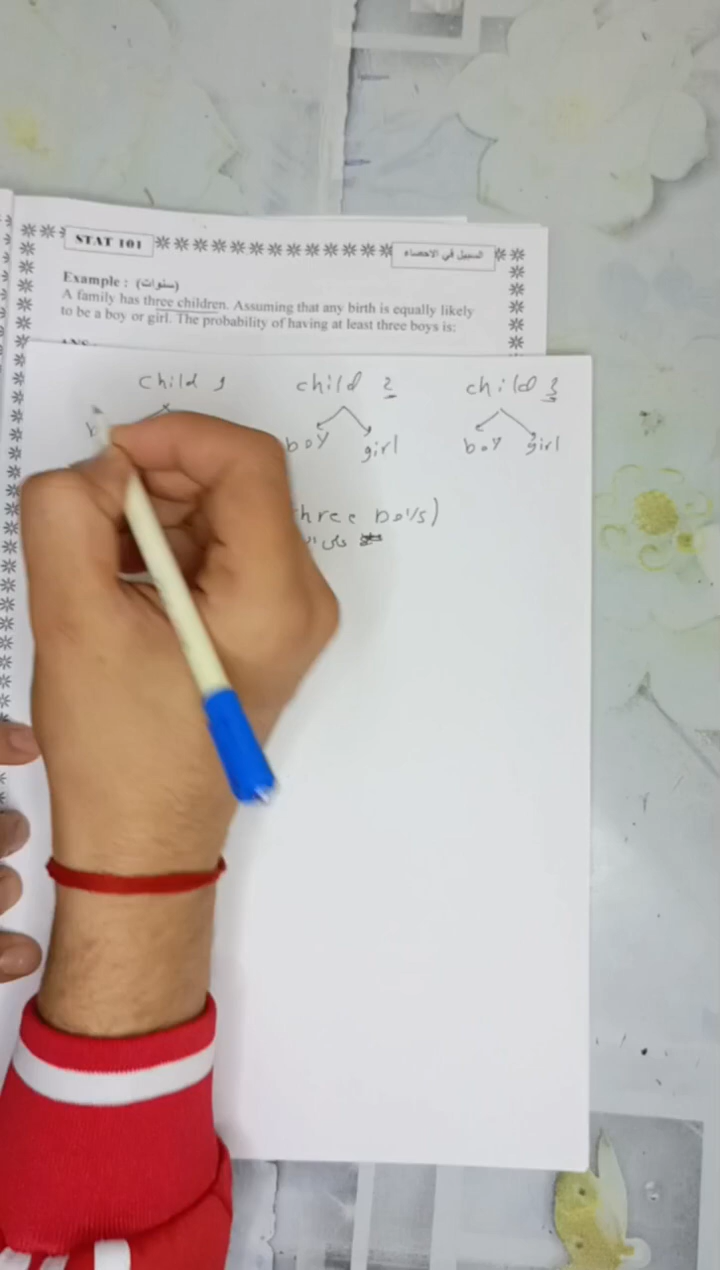 STAT 101
السبيل في الاحصاء
Example : (سنوات)
A family has three children. Assuming that any birth is equally likely
to be a boy or girl. The probability of having at least three boys is:
child 1 child 2 child 3
boy girl boy girl
three boys)